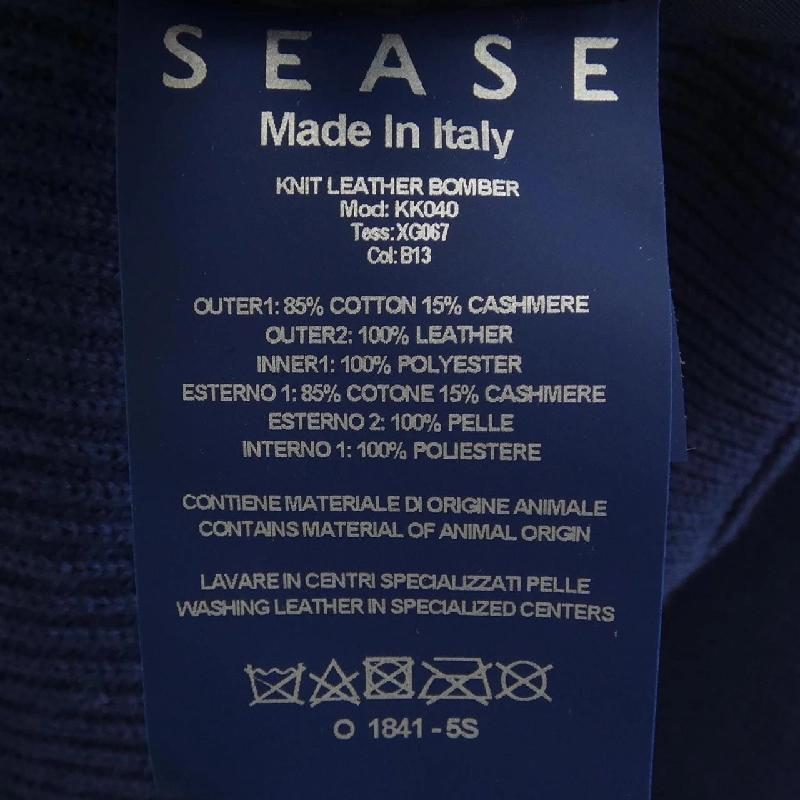 SEASE
Made In Italy
KNIT LEATHER BOMBER
Mod: KK040
Tess: XG067
Col: B13
OUTER1: 85% COTTON 15% CASHMERE
OUTER2: 100% LEATHER
INNER1: 100% POLYESTER
ESTERNO 1: 85% COTONE 15% CASHMERE
ESTERNO 2: 100% PELLE
INTERNO 1: 100% POLIESTERE
CONTIENE MATERIALE DI ORIGINE ANIMALE
CONTAINS MATERIAL OF ANIMAL ORIGIN
LAVARE IN CENTRI SPECIALIZZATI PELLE
WASHING LEATHER IN SPECIALIZED CENTERS
O 1841 - 5S